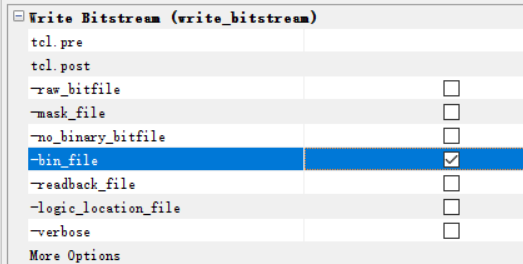 Write Bitstream (write_bitstream)
tcl.pre
tcl.post
-raw_bitfile
-mask_file
-no_binary_bitfile
-bin_file
-readback_file
-logic_location_file
-verbose
More Options